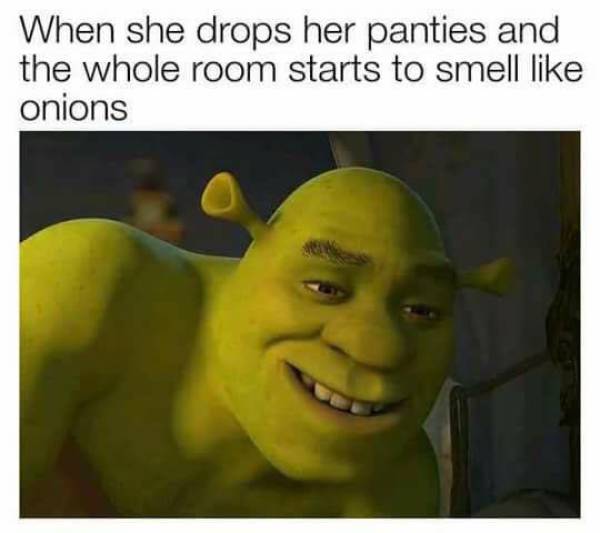 When she drops her panties and
the whole room starts to smell like
onions